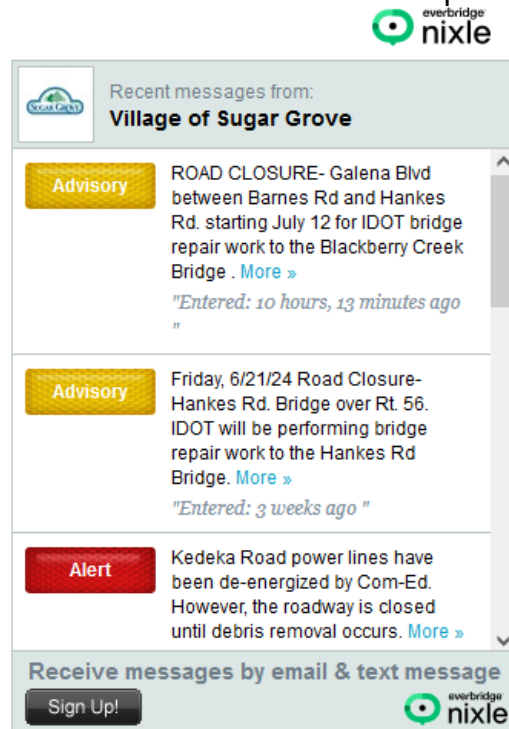 everbridge
nixle
SUGAR GROVE
Recent messages from:
Village of Sugar Grove
Advisory
ROAD CLOSURE- Galena Blvd
between Barnes Rd and Hankes
Rd. starting July 12 for IDOT bridge
repair work to the Blackberry Creek
Bridge . More »
"Entered: 10 hours, 13 minutes ago
"
Advisory
Friday, 6/21/24 Road Closure-
Hankes Rd. Bridge over Rt. 56.
IDOT will be performing bridge
repair work to the Hankes Rd
Bridge. More »
"Entered: 3 weeks ago "
Alert
Kedeka Road power lines have
been de-energized by Com-Ed.
However, the roadway is closed
until debris removal occurs. More »
Receive messages by email & text message
Sign Up!
everbridge
nixle